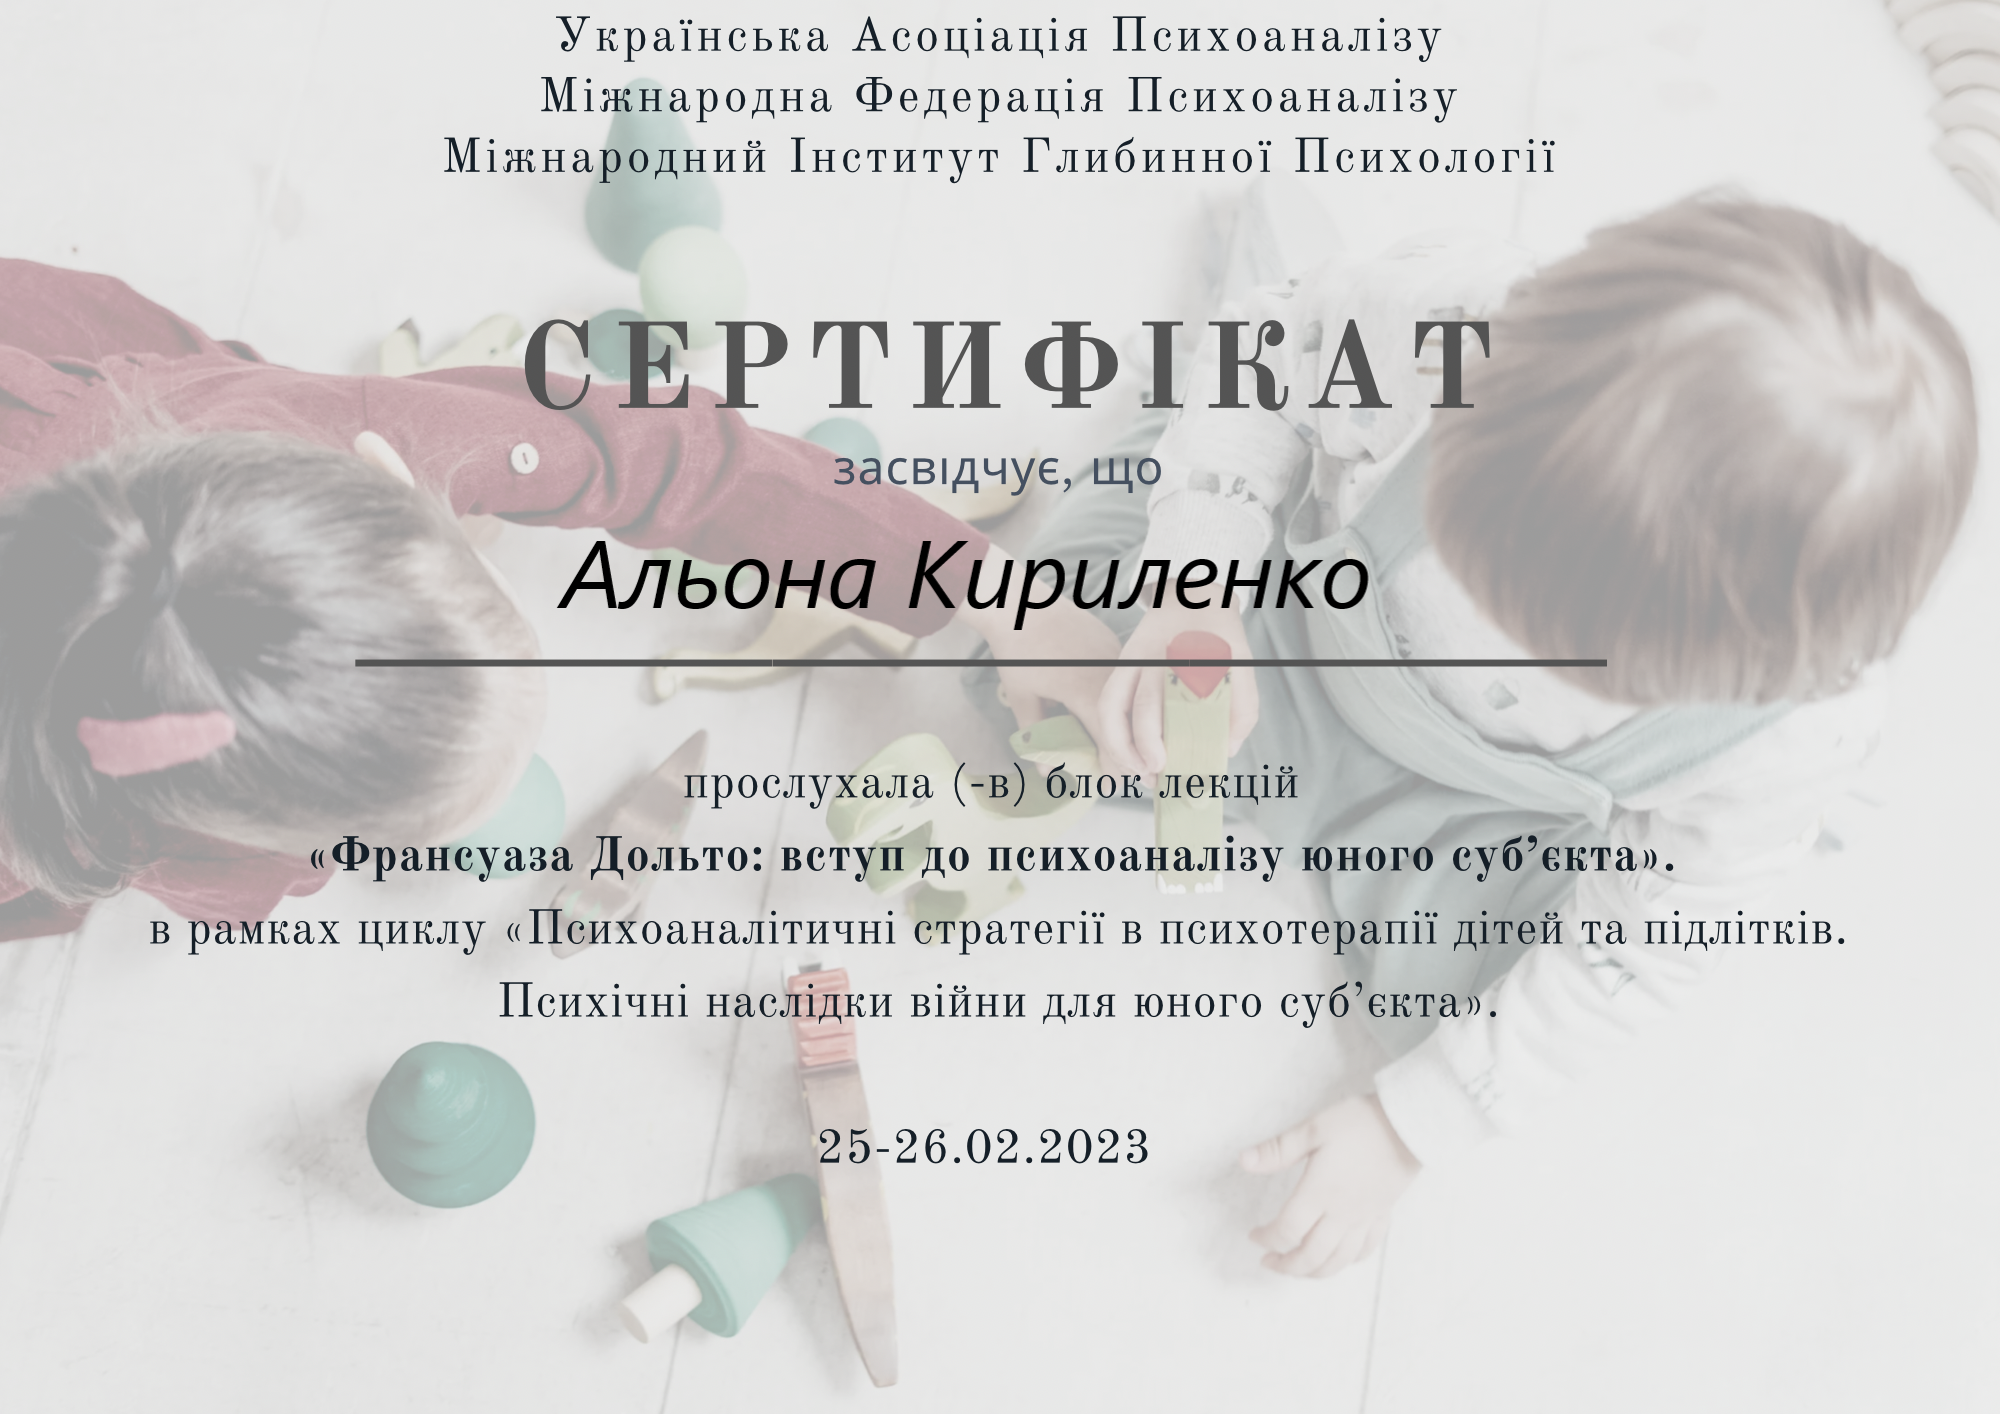 Українська Асоціація Психоаналізу
Міжнародна Федерація Психоаналізу
Міжнародний Інститут Глибинної Психології
СЕРТИФІКАТ
засвідчує, що
Альона Кириленко
прослухала (-в) блок лекцій
«Франсуаза Дольто: вступ до психоаналізу юного суб’єкта».
в рамках циклу «Психоаналітичні стратегії в психотерапії дітей та підлітків.
Психічні наслідки війни для юного суб’єкта».
25-26.02.2023